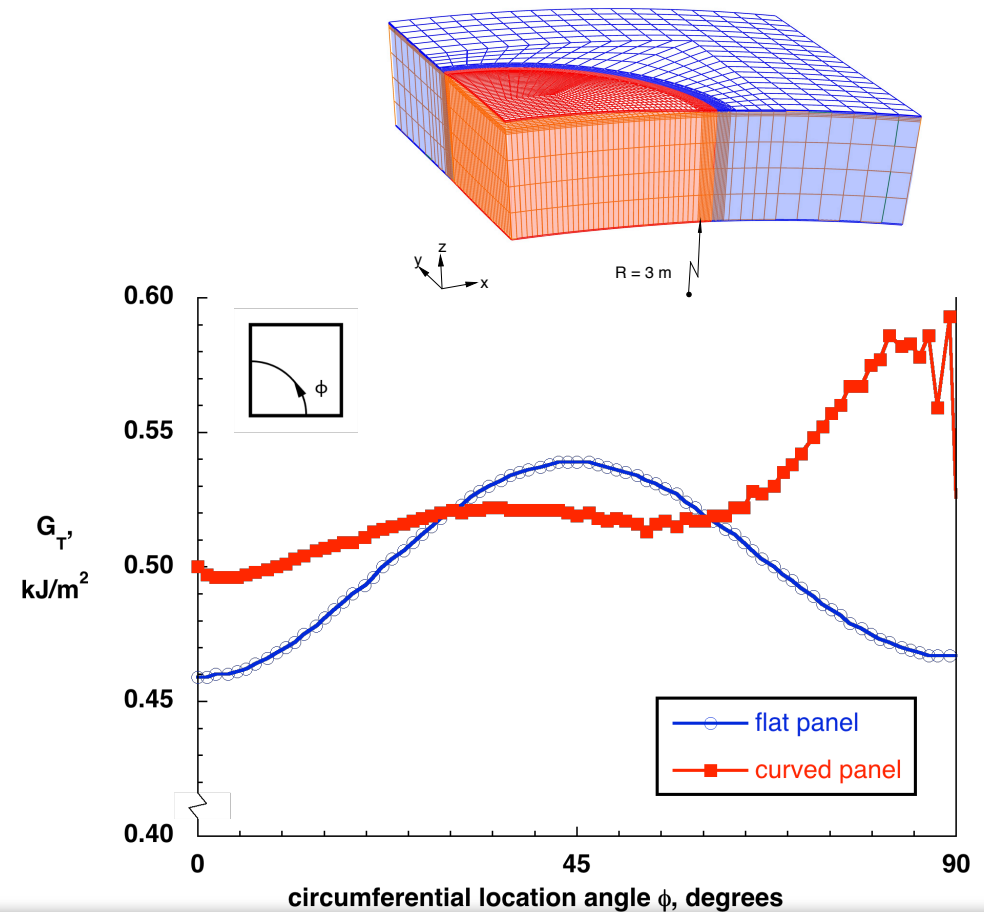 z
y
x
R = 3 m
0.60
ϕ
0.55
G_T,
kJ/m²
0.50
0.45
flat panel
curved panel
0.40
0
45
90
circumferential location angle ϕ, degrees